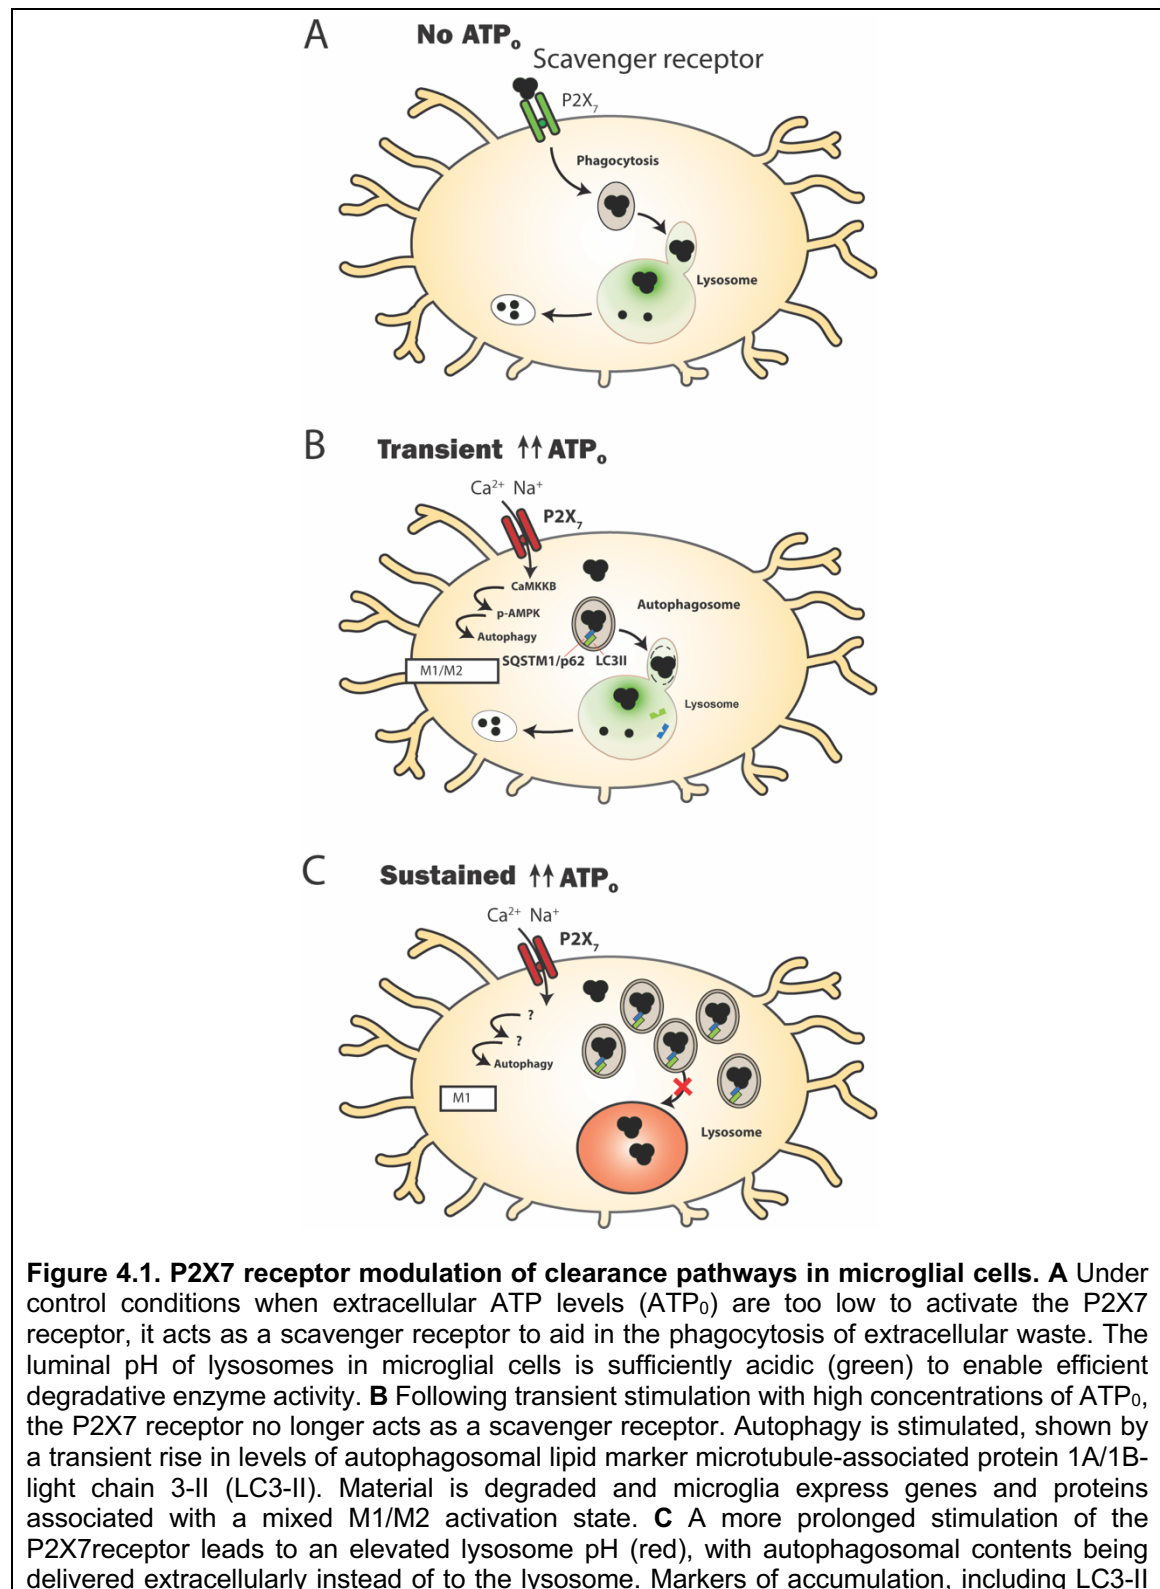 A
No ATPo
Scavenger receptor
P2X7
Phagocytosis
Lysosome
B
Transient ↑↑ ATPo
Ca2+ Na+
P2X7
CaMKKB
p-AMPK
Autophagy
Autophagosome
SQSTM1/p62 LC3II
M1/M2
Lysosome
C
Sustained ↑↑ ATPo
Ca2+ Na+
P2X7
?
?
Autophagy
M1
Lysosome
Figure 4.1. P2X7 receptor modulation of clearance pathways in microglial cells. A Under
control conditions when extracellular ATP levels (ATP0) are too low to activate the P2X7
receptor, it acts as a scavenger receptor to aid in the phagocytosis of extracellular waste. The
luminal pH of lysosomes in microglial cells is sufficiently acidic (green) to enable efficient
degradative enzyme activity. B Following transient stimulation with high concentrations of ATP0,
the P2X7 receptor no longer acts as a scavenger receptor. Autophagy is stimulated, shown by
a transient rise in levels of autophagosomal lipid marker microtubule-associated protein 1A/1B-
light chain 3-II (LC3-II). Material is degraded and microglia express genes and proteins
associated with a mixed M1/M2 activation state. C A more prolonged stimulation of the
P2X7receptor leads to an elevated lysosome pH (red), with autophagosomal contents being
delivered extracellularly instead of to the lysosome. Markers of accumulation, including LC3-II